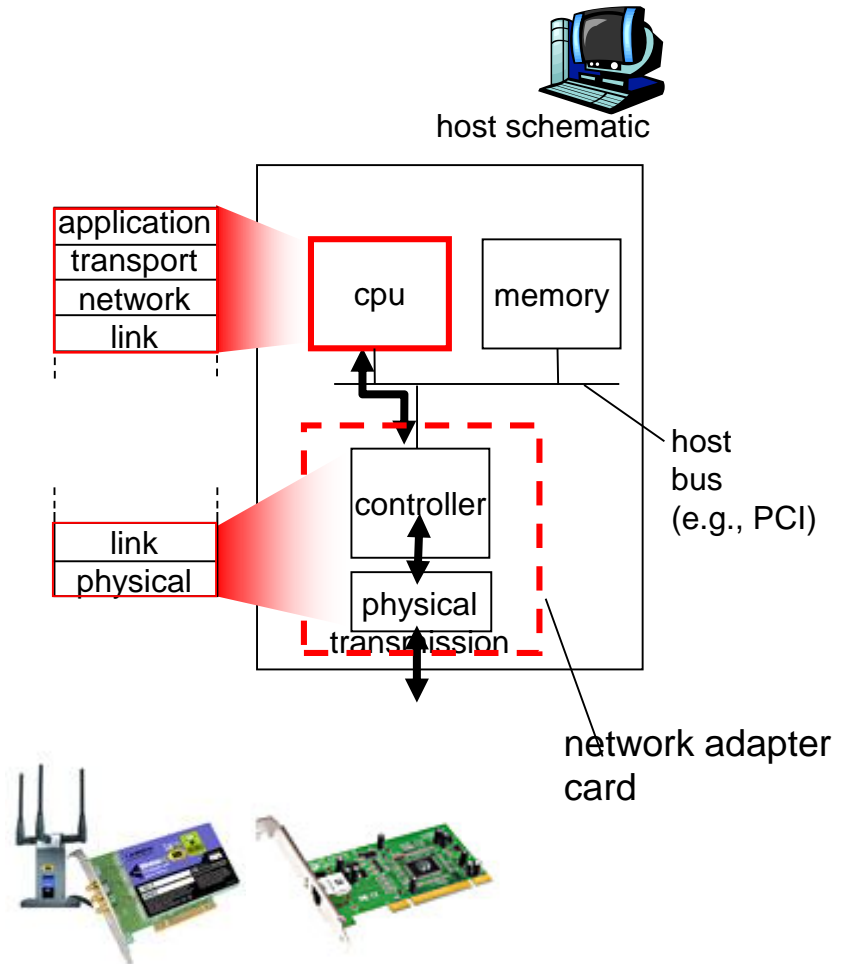 host schematic
application
transport
network
link
cpu
memory
host
bus
(e.g., PCI)
controller
link
physical
physical
transmission
network adapter
card